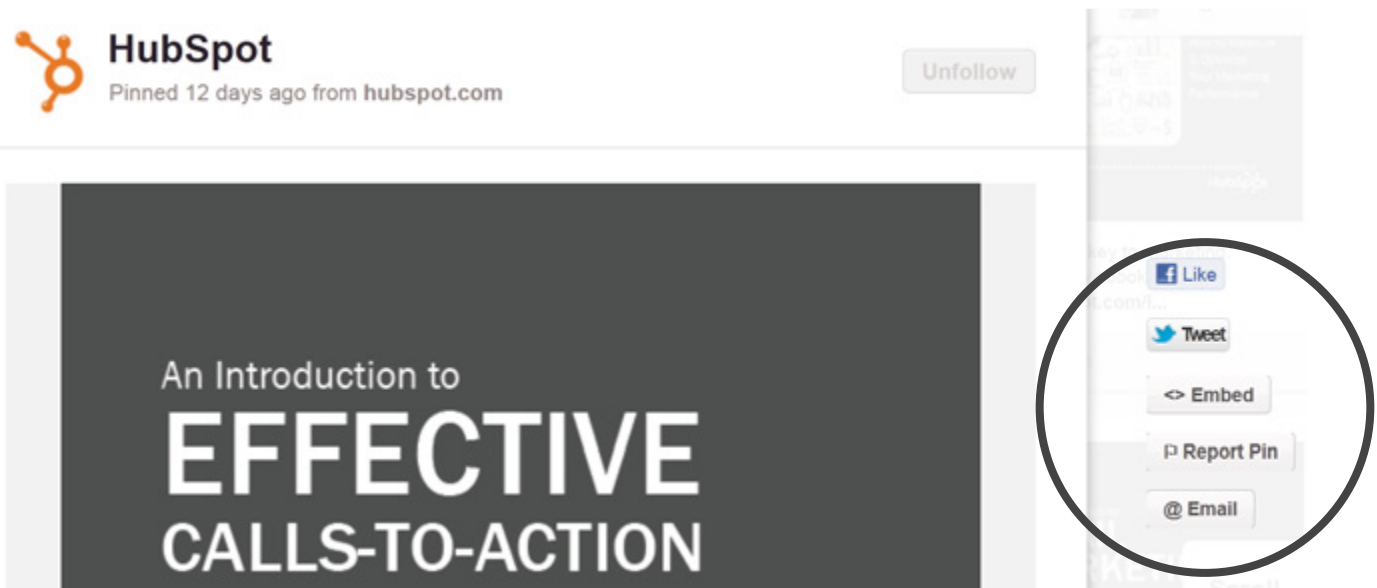 HubSpot
Pinned 12 days ago from hubspot.com
Unfollow
An Introduction to
EFFECTIVE
CALLS-TO-ACTION
Like
Tweet
<> Embed
Report Pin
@ Email